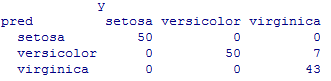 y
pred setosa versicolor virginica
setosa 50 0 0
versicolor 0 50 7
virginica 0 0 43